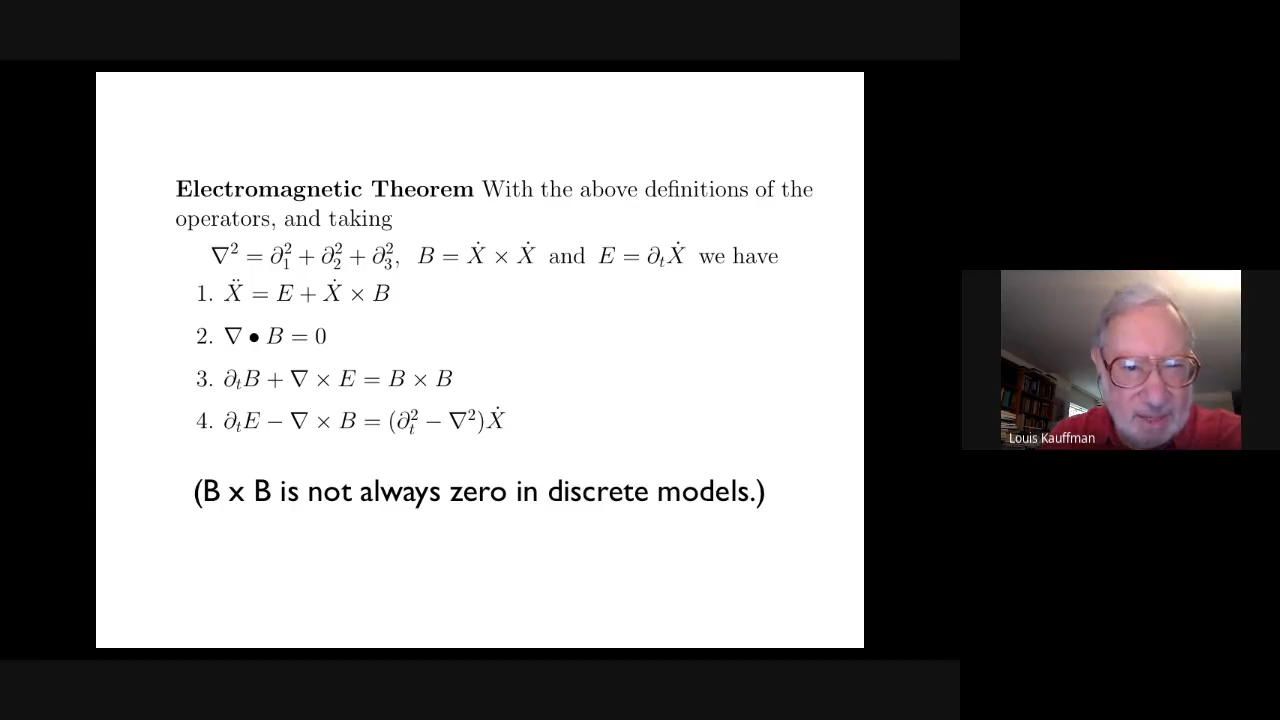 Electromagnetic Theorem With the above definitions of the
operators, and taking
∇² = ∂₁² + ∂₂² + ∂₃², B = Ẋ × Ẋ and E = ∂ₜẊ we have
1. Ẍ = E + Ẋ × B
2. ∇ • B = 0
3. ∂ₜB + ∇ × E = B × B
4. ∂ₜE − ∇ × B = (∂ₜ² − ∇²)Ẋ
(B x B is not always zero in discrete models.)
Louis Kauffman